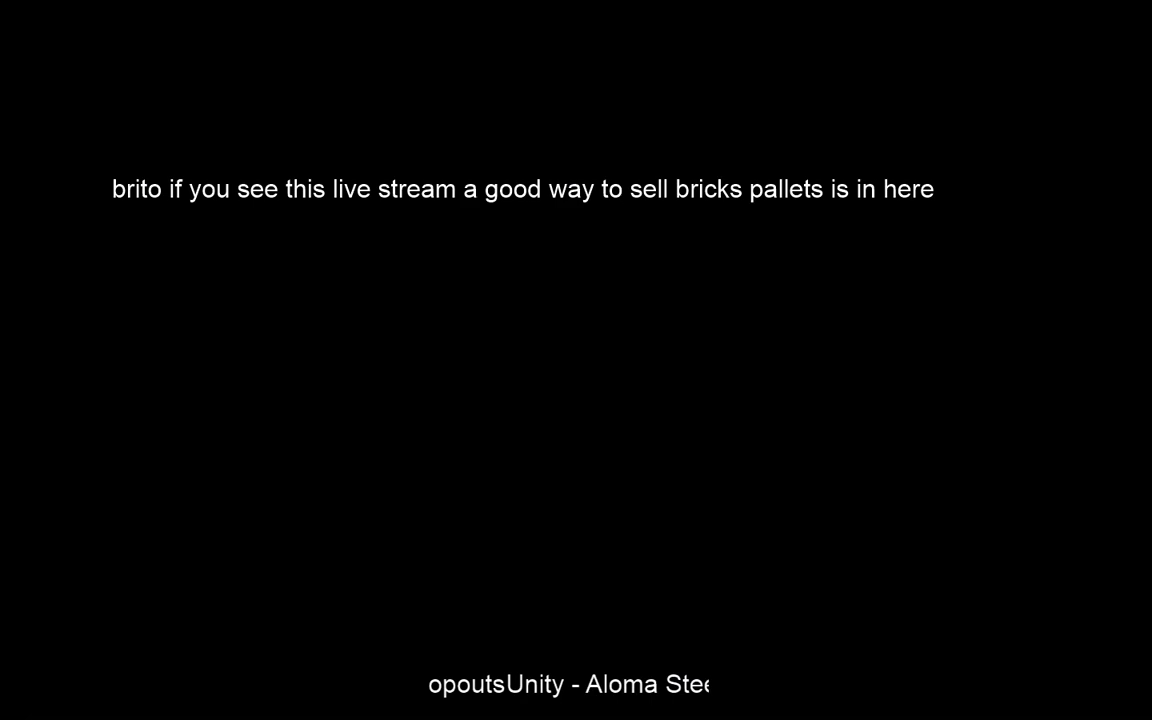 brito if you see this live stream a good way to sell bricks pallets is in here
opoutsUnity - Aloma